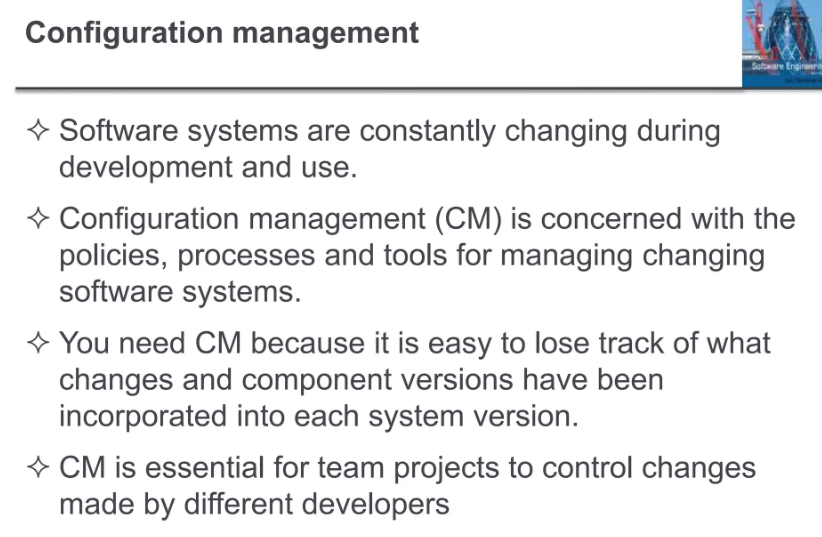 Configuration management
Software Engineering
✧ Software systems are constantly changing during
development and use.
✧ Configuration management (CM) is concerned with the
policies, processes and tools for managing changing
software systems.
✧ You need CM because it is easy to lose track of what
changes and component versions have been
incorporated into each system version.
✧ CM is essential for team projects to control changes
made by different developers